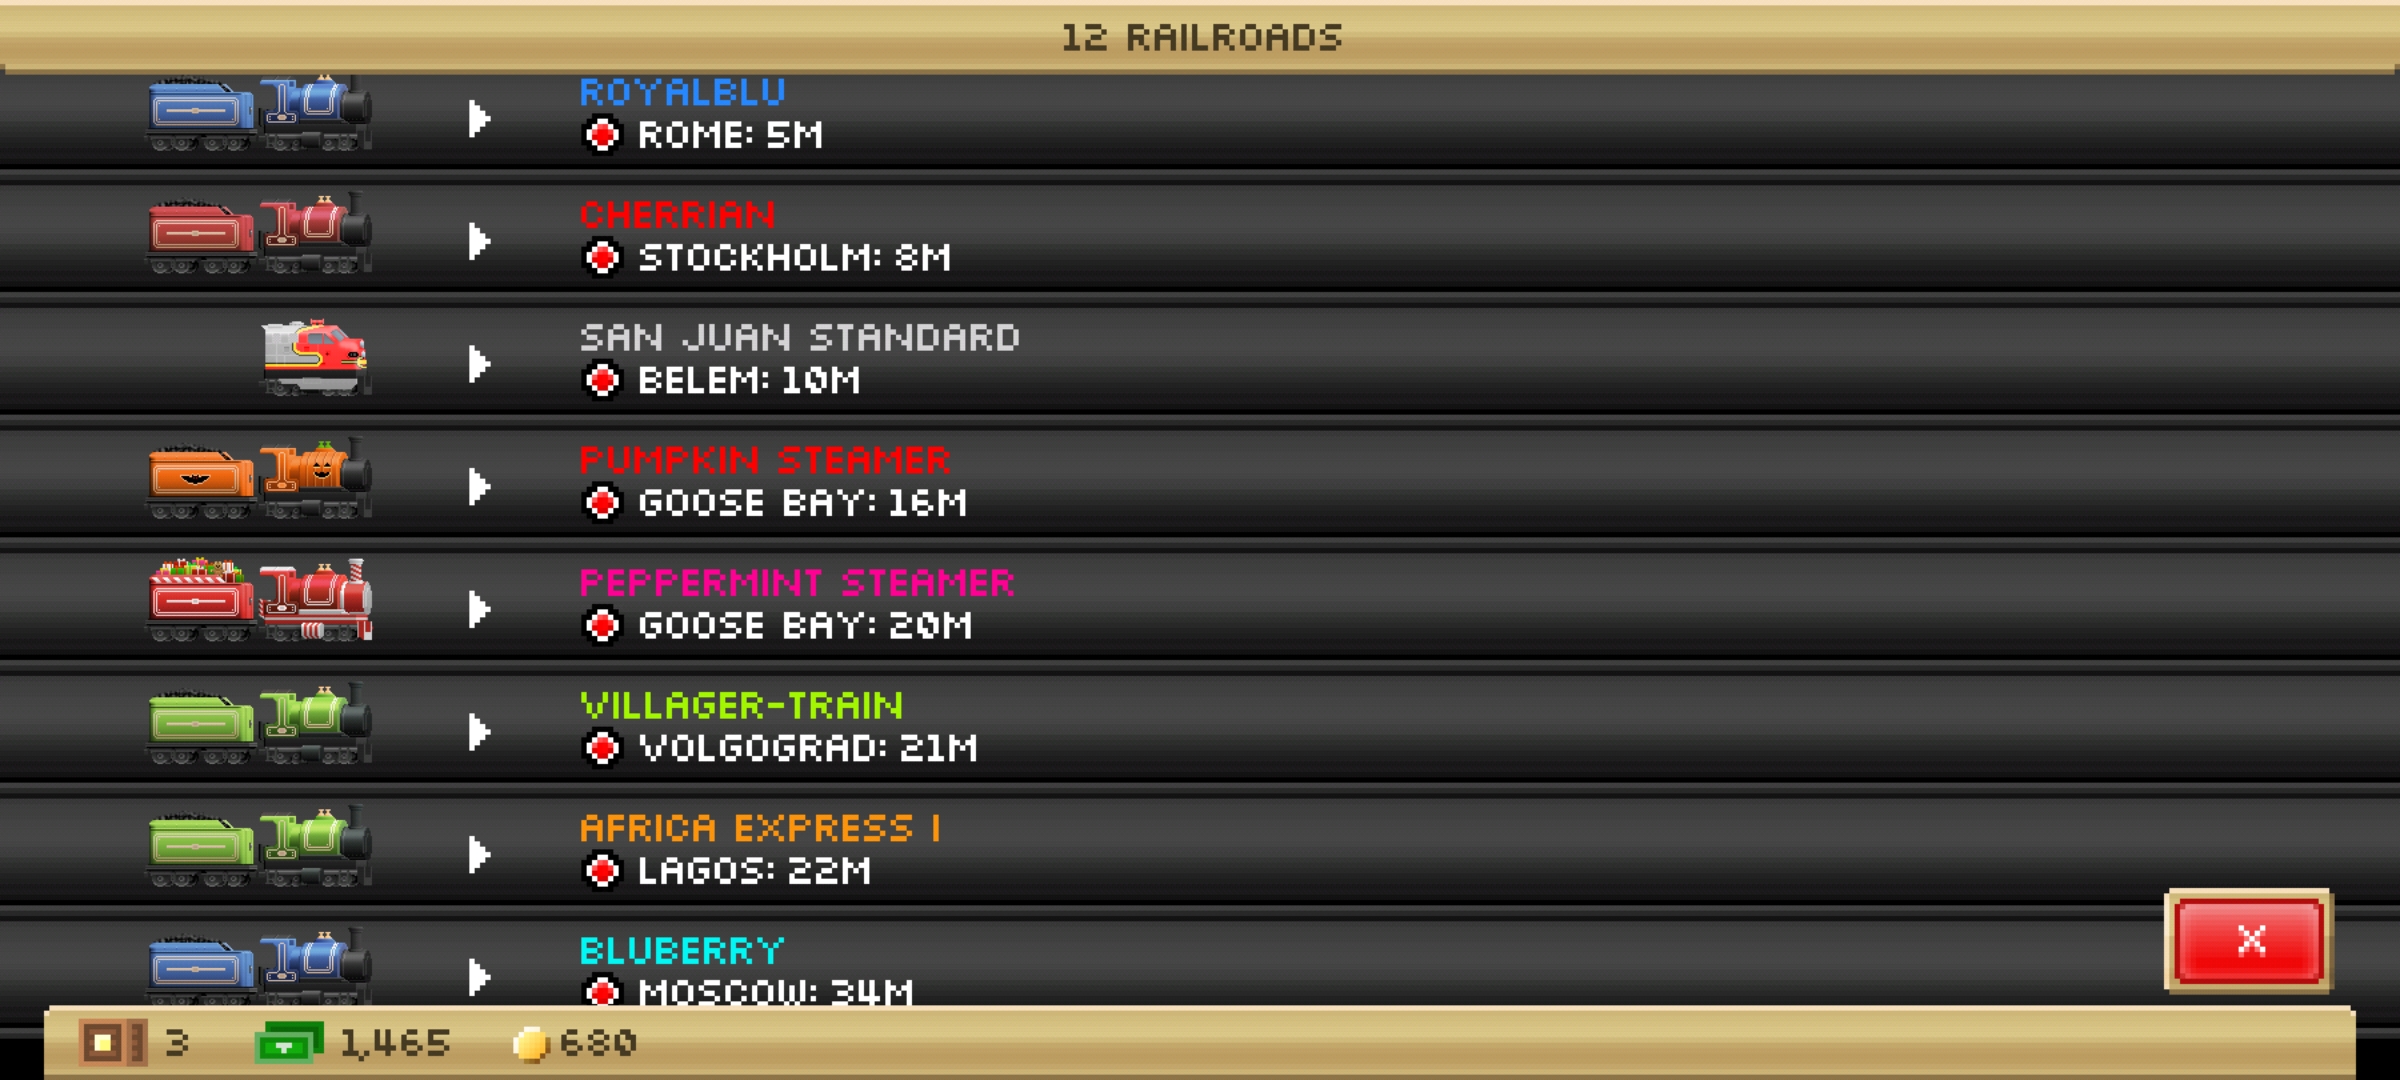 12 RAILROADS
ROYALBLU
ROME: 5M
CHERRIAN
STOCKHOLM: 8M
SAN JUAN STANDARD
BELEM: 10M
PUMPKIN STEAMER
GOOSE BAY: 16M
PEPPERMINT STEAMER
GOOSE BAY: 20M
VILLAGER-TRAIN
VOLGOGRAD: 21M
AFRICA EXPRESS I
LAGOS: 22M
BLUBERRY
MOSCOW: 34M
X
3 1,465 680